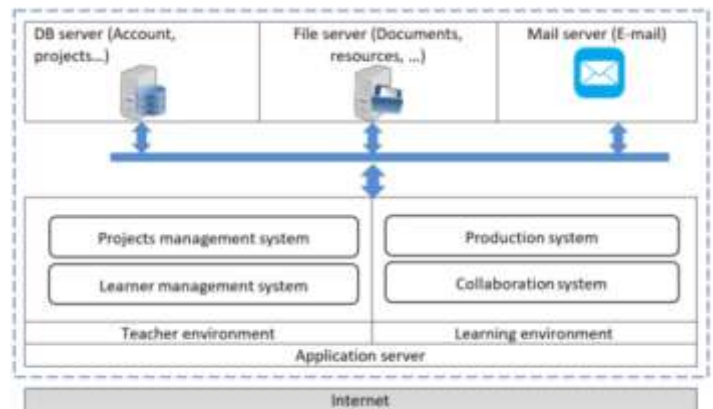 DB server (Account,
projects...)
File server (Documents,
resources, ...)
Mail server (E-mail)
Projects management system
Production system
Learner management system
Collaboration system
Teacher environment
Learning environment
Application server
Internet